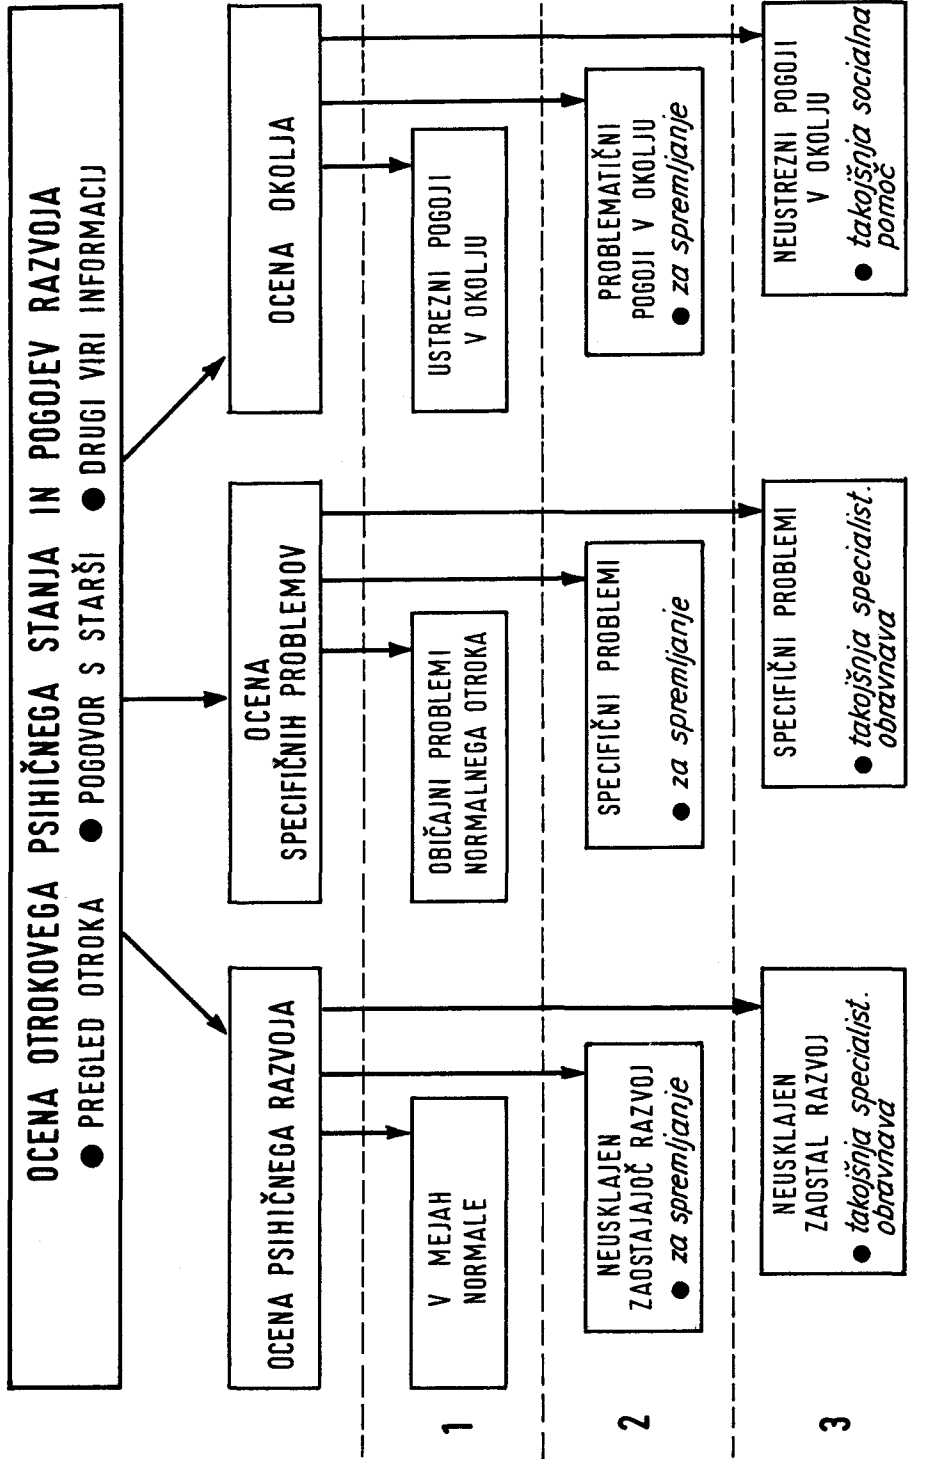 OCENA OTROKOVEGA PSIHIČNEGA STANJA IN POGOJEV RAZVOJA
● PREGLED OTROKA ● POGOVOR S STARŠI ● DRUGI VIRI INFORMACIJ
OCENA PSIHIČNEGA RAZVOJA
OCENA
SPECIFIČNIH PROBLEMOV
OCENA OKOLJA
1
V MEJAH
NORMALE
OBIČAJNI PROBLEMI
NORMALNEGA OTROKA
USTREZNI POGOJI
V OKOLJU
2
NEUSKLAJEN
ZAOSTAJAJOČ RAZVOJ
● za spremljanje
SPECIFIČNI PROBLEMI
● za spremljanje
PROBLEMATIČNI
POGOJI V OKOLJU
● za spremljanje
3
NEUSKLAJEN
ZAOSTAL RAZVOJ
● takojšnja specialist.
obravnava
SPECIFIČNI PROBLEMI
● takojšnja specialist.
obravnava
NEUSTREZNI POGOJI
V OKOLJU
● takojšnja socialna
pomoč